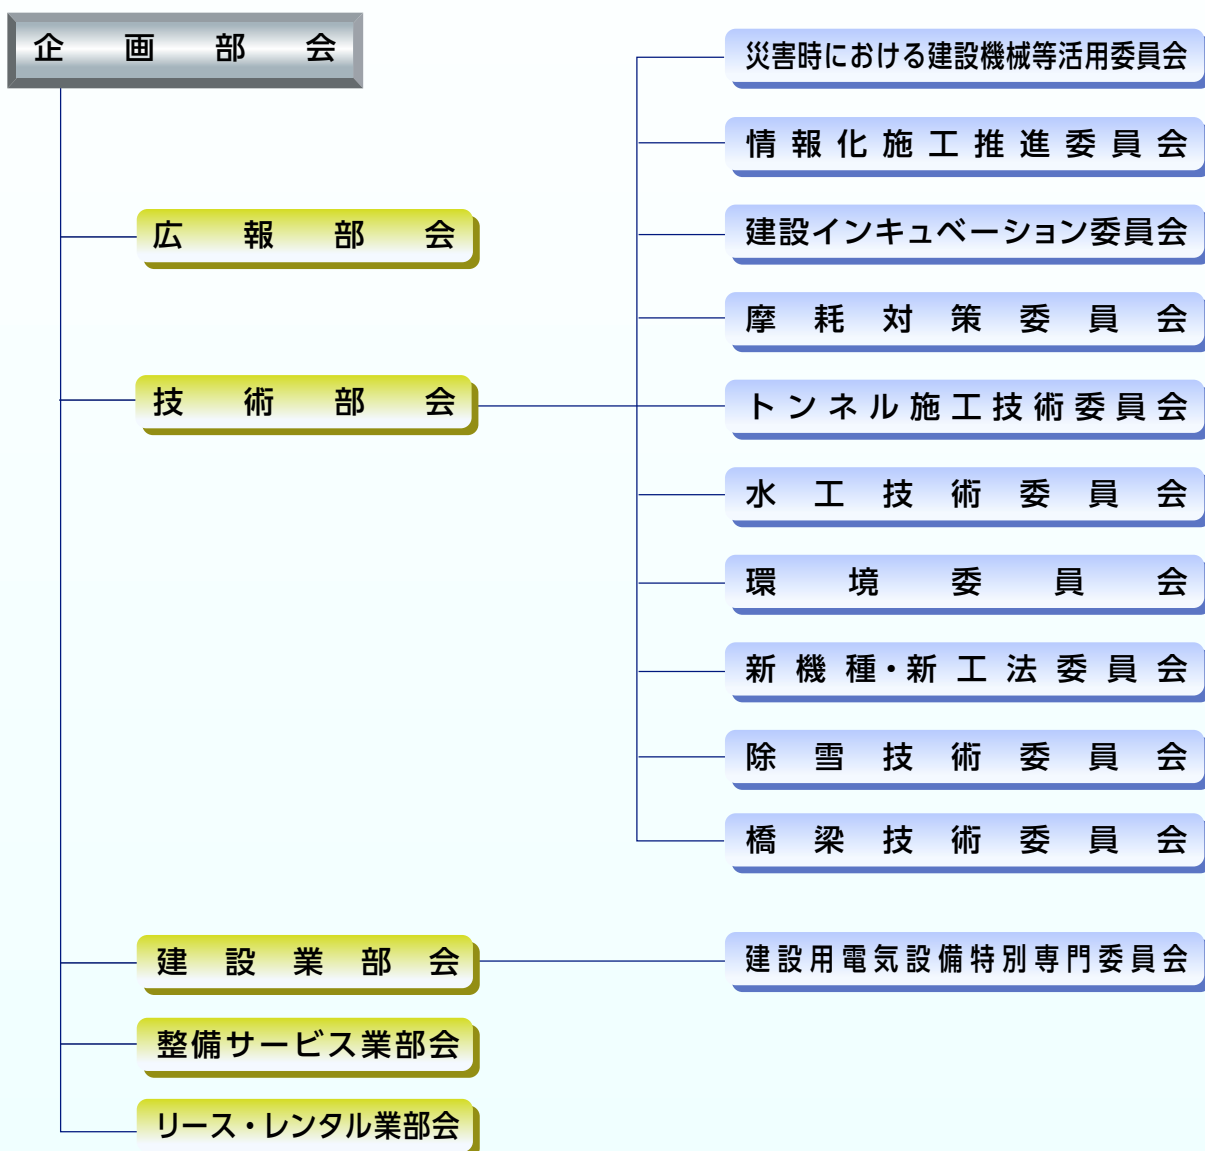 企画部会
広報部会
技術部会
災害時における建設機械等活用委員会
情報化施工推進委員会
建設インキュベーション委員会
摩耗対策委員会
トンネル施工技術委員会
水工技術委員会
環境委員会
新機種・新工法委員会
除雪技術委員会
橋梁技術委員会
建設業部会
建設用電気設備特別専門委員会
整備サービス業部会
リース・レンタル業部会